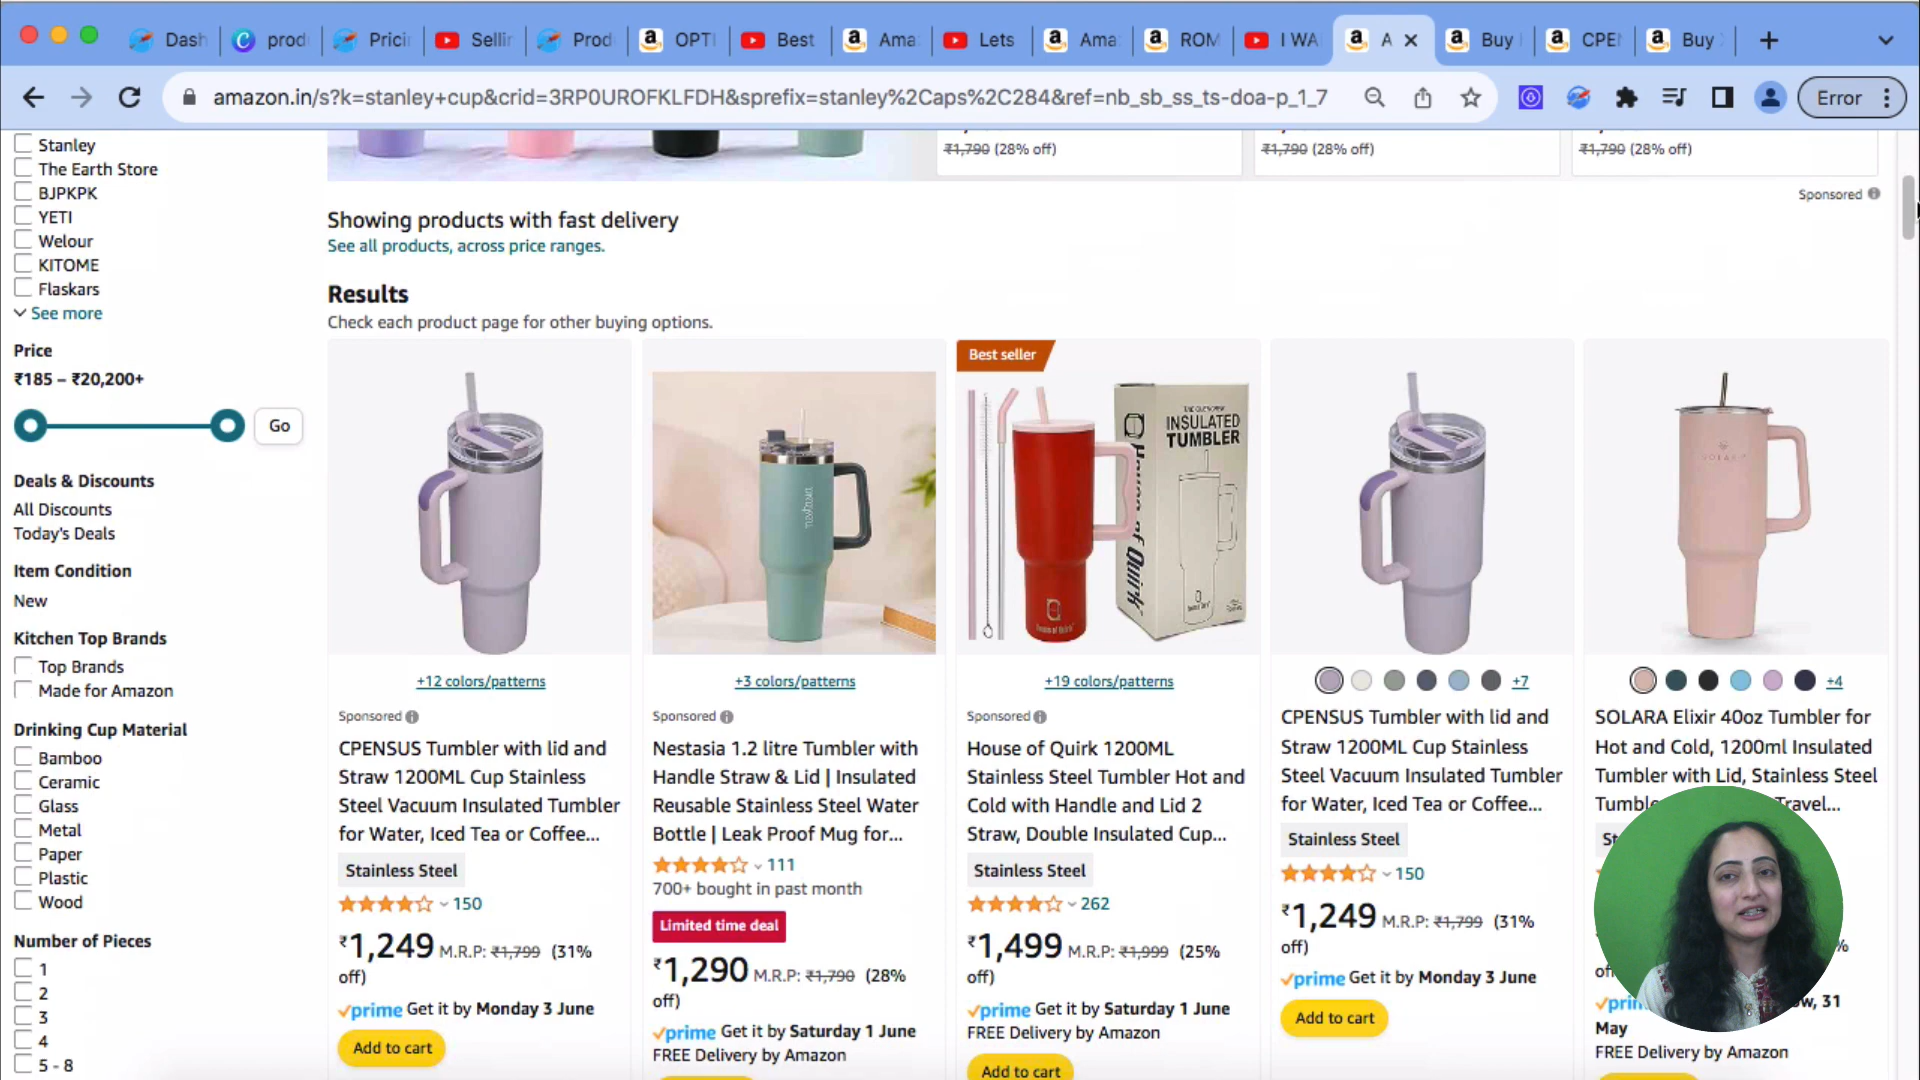 Dash
prod
Pricin
Sellin
Prod
OPTI
Best
Ama
Lets
Ama
ROM
I WA
A
Buy
CPEN
Buy
amazon.in/s?k=stanley+cup&crid=3RP0UROFKLFDH&sprefix=stanley%2Caps%2C284&ref=nb_sb_ss_ts-doa-p_1_7
Error
Stanley
The Earth Store
BJPKPK
YETI
Welour
KITOME
Flaskars
See more
Price
₹185 – ₹20,200+
Go
Deals & Discounts
All Discounts
Today's Deals
Item Condition
New
Kitchen Top Brands
Top Brands
Made for Amazon
Drinking Cup Material
Bamboo
Ceramic
Glass
Metal
Paper
Plastic
Wood
Number of Pieces
1
2
3
4
5 - 8
₹1,790 (28% off)
₹1,790 (28% off)
₹1,790 (28% off)
Sponsored
Showing products with fast delivery
See all products, across price ranges.
Results
Check each product page for other buying options.
+12 colors/patterns
Sponsored
CPENSUS Tumbler with lid and
Straw 1200ML Cup Stainless
Steel Vacuum Insulated Tumbler
for Water, Iced Tea or Coffee...
Stainless Steel
150
₹1,249 M.R.P: ₹1,799 (31%
off)
prime Get it by Monday 3 June
Add to cart
nestasia
+3 colors/patterns
Sponsored
Nestasia 1.2 litre Tumbler with
Handle Straw & Lid | Insulated
Reusable Stainless Steel Water
Bottle | Leak Proof Mug for...
111
700+ bought in past month
Limited time deal
₹1,290 M.R.P: ₹1,790 (28%
off)
prime Get it by Saturday 1 June
FREE Delivery by Amazon
Best seller
INSULATED
TUMBLER
House of Quirk
House of Quirk
+19 colors/patterns
Sponsored
House of Quirk 1200ML
Stainless Steel Tumbler Hot and
Cold with Handle and Lid 2
Straw, Double Insulated Cup...
Stainless Steel
262
₹1,499 M.R.P: ₹1,999 (25%
off)
prime Get it by Saturday 1 June
FREE Delivery by Amazon
Add to cart
+7
CPENSUS Tumbler with lid and
Straw 1200ML Cup Stainless
Steel Vacuum Insulated Tumbler
for Water, Iced Tea or Coffee...
Stainless Steel
150
₹1,249 M.R.P: ₹1,799 (31%
off)
prime Get it by Monday 3 June
Add to cart
SOLARA
+4
SOLARA Elixir 40oz Tumbler for
Hot and Cold, 1200ml Insulated
Tumbler with Lid, Stainless Steel
Tumble Travel...
St
%
of
prin ow, 31
May
FREE Delivery by Amazon